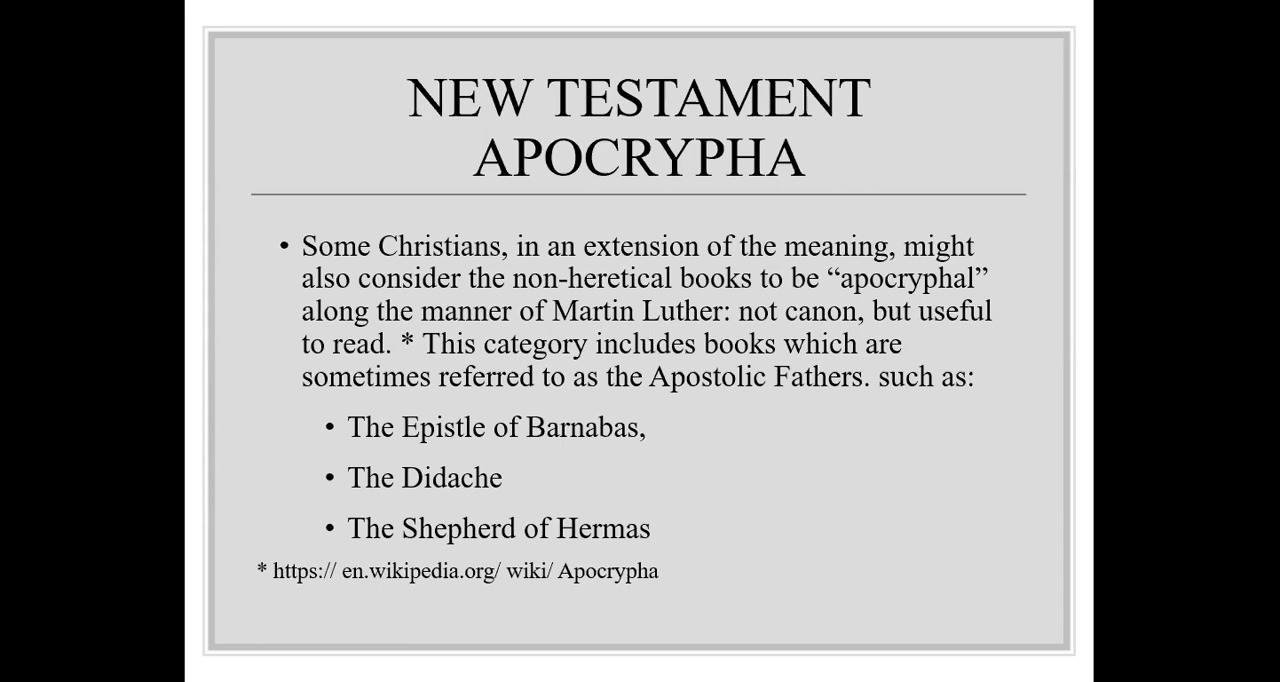 NEW TESTAMENT
APOCRYPHA
• Some Christians, in an extension of the meaning, might
also consider the non-heretical books to be “apocryphal”
along the manner of Martin Luther: not canon, but useful
to read. * This category includes books which are
sometimes referred to as the Apostolic Fathers. such as:
• The Epistle of Barnabas,
• The Didache
• The Shepherd of Hermas
* https:// en.wikipedia.org/ wiki/ Apocrypha